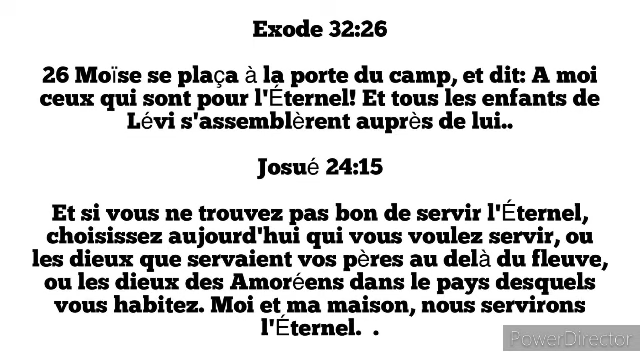 Exode 32:26
26 Moïse se plaça à la porte du camp, et dit: A moi
ceux qui sont pour l'Éternel! Et tous les enfants de
Lévi s'assemblèrent auprès de lui..
Josué 24:15
Et si vous ne trouvez pas bon de servir l'Éternel,
choisissez aujourd'hui qui vous voulez servir, ou
les dieux que servaient vos pères au delà du fleuve,
ou les dieux des Amoréens dans le pays desquels
vous habitez. Moi et ma maison, nous servirons
l'Éternel.  .
PowerDirector